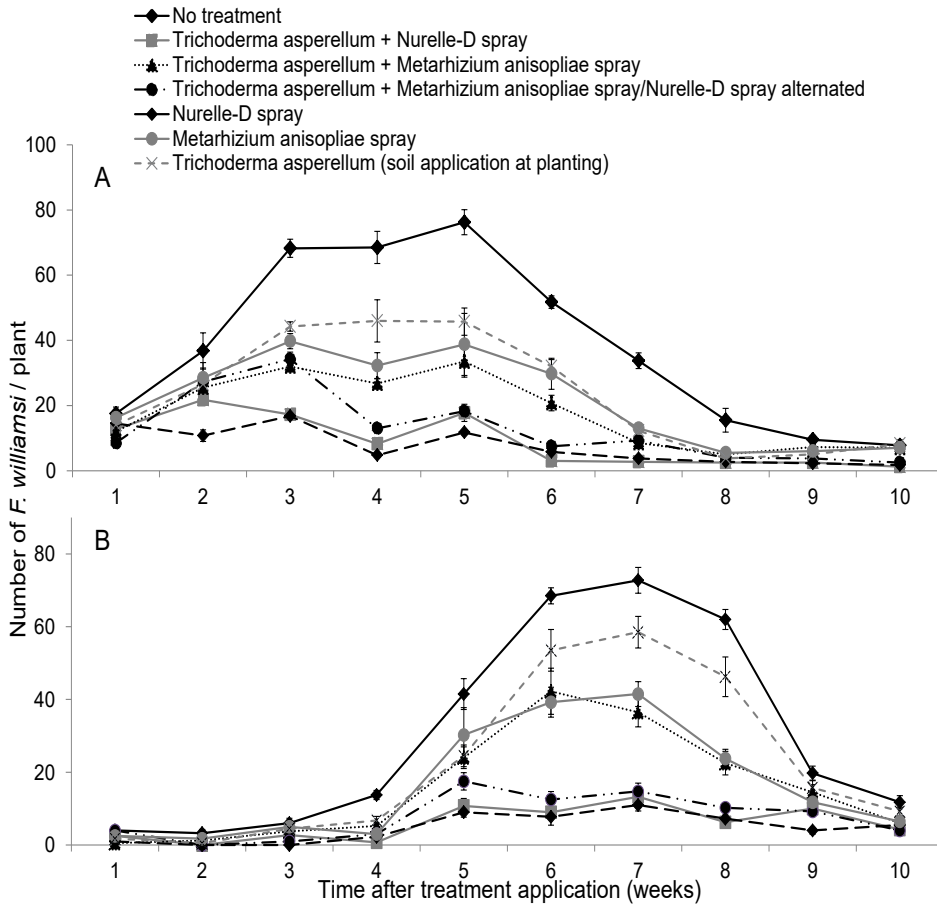 No treatment
Trichoderma asperellum + Nurelle-D spray
Trichoderma asperellum + Metarhizium anisopliae spray
Trichoderma asperellum + Metarhizium anisopliae spray/Nurelle-D spray alternated
Nurelle-D spray
Metarhizium anisopliae spray
Trichoderma asperellum (soil application at planting)
Number of F. williamsi / plant
A
100
80
60
40
20
0
1 2 3 4 5 6 7 8 9 10
B
80
60
40
20
0
1 2 3 4 5 6 7 8 9 10
Time after treatment application (weeks)